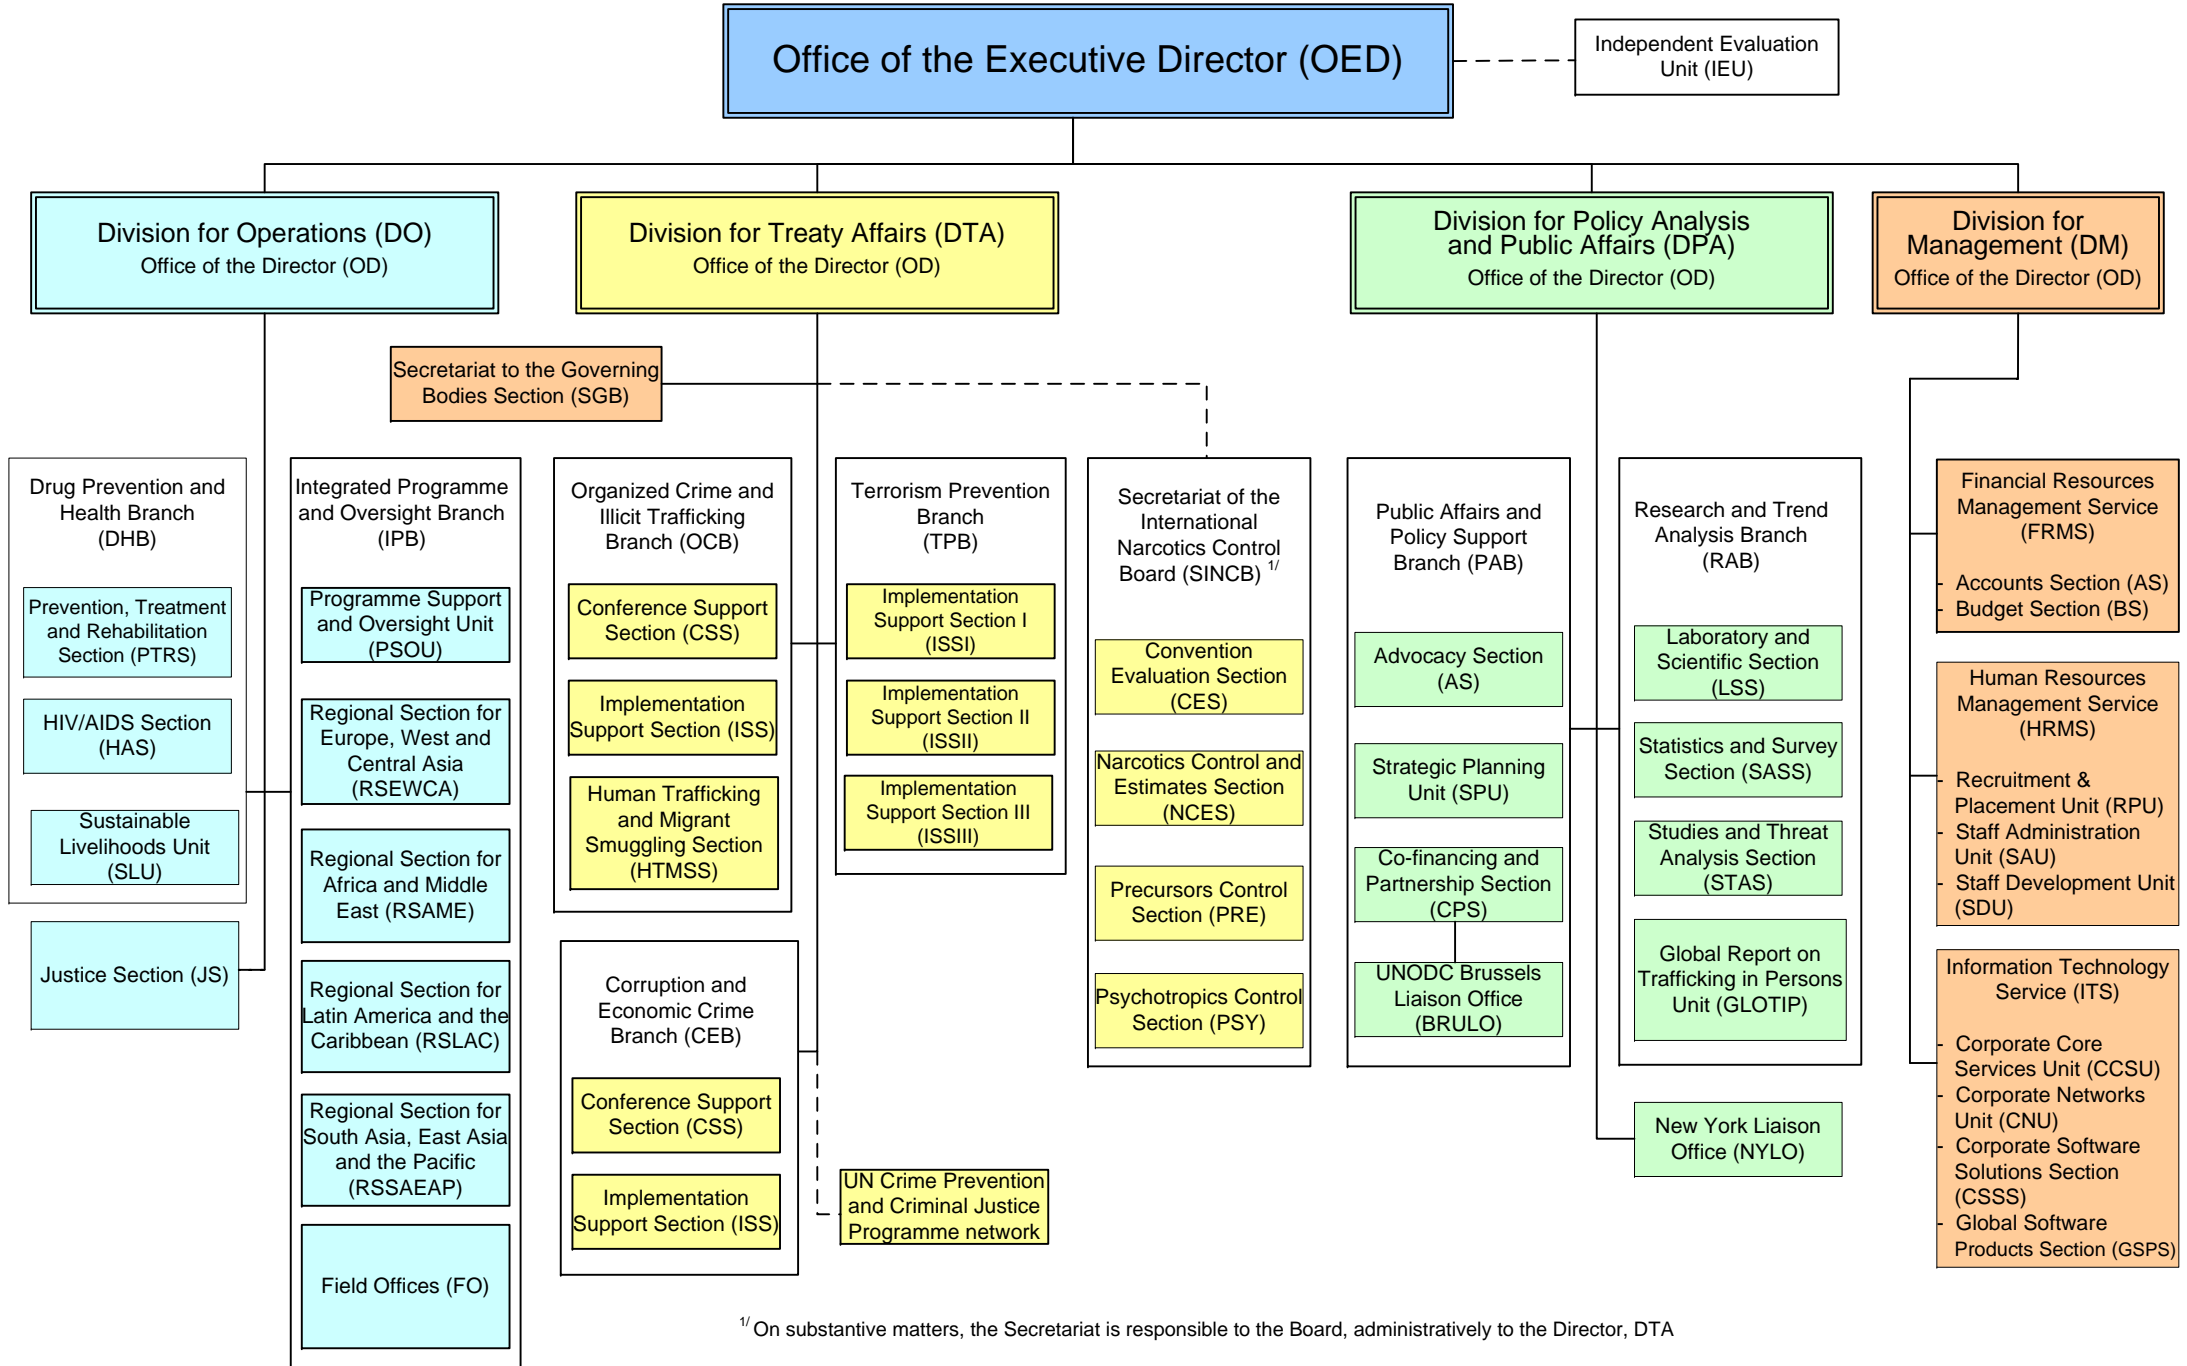 Office of the Executive Director (OED)
Independent Evaluation
Unit (IEU)
Division for Operations (DO)
Office of the Director (OD)
Division for Treaty Affairs (DTA)
Office of the Director (OD)
Division for Policy Analysis
and Public Affairs (DPA)
Office of the Director (OD)
Division for
Management (DM)
Office of the Director (OD)
Secretariat to the Governing
Bodies Section (SGB)
Drug Prevention and
Health Branch
(DHB)
Prevention, Treatment
and Rehabilitation
Section (PTRS)
HIV/AIDS Section
(HAS)
Sustainable
Livelihoods Unit
(SLU)
Justice Section (JS)
Integrated Programme
and Oversight Branch
(IPB)
Programme Support
and Oversight Unit
(PSOU)
Regional Section for
Europe, West and
Central Asia
(RSEWCA)
Regional Section for
Africa and Middle
East (RSAME)
Regional Section for
Latin America and the
Caribbean (RSLAC)
Regional Section for
South Asia, East Asia
and the Pacific
(RSSAEAP)
Field Offices (FO)
Organized Crime and
Illicit Trafficking
Branch (OCB)
Conference Support
Section (CSS)
Implementation
Support Section (ISS)
Human Trafficking
and Migrant
Smuggling Section
(HTMSS)
Corruption and
Economic Crime
Branch (CEB)
Conference Support
Section (CSS)
Implementation
Support Section (ISS)
Terrorism Prevention
Branch
(TPB)
Implementation
Support Section I
(ISSI)
Implementation
Support Section II
(ISSII)
Implementation
Support Section III
(ISSIII)
UN Crime Prevention
and Criminal Justice
Programme network
Secretariat of the
International
Narcotics Control
Board (SINCB) 1/
Convention
Evaluation Section
(CES)
Narcotics Control and
Estimates Section
(NCES)
Precursors Control
Section (PRE)
Psychotropics Control
Section (PSY)
Public Affairs and
Policy Support
Branch (PAB)
Advocacy Section
(AS)
Strategic Planning
Unit (SPU)
Co-financing and
Partnership Section
(CPS)
UNODC Brussels
Liaison Office
(BRULO)
Research and Trend
Analysis Branch
(RAB)
Laboratory and
Scientific Section
(LSS)
Statistics and Survey
Section (SASS)
Studies and Threat
Analysis Section
(STAS)
Global Report on
Trafficking in Persons
Unit (GLOTIP)
New York Liaison
Office (NYLO)
Financial Resources
Management Service
(FRMS)
- Accounts Section (AS)
- Budget Section (BS)
Human Resources
Management Service
(HRMS)
- Recruitment &
Placement Unit (RPU)
- Staff Administration
Unit (SAU)
- Staff Development Unit
(SDU)
Information Technology
Service (ITS)
- Corporate Core
Services Unit (CCSU)
- Corporate Networks
Unit (CNU)
- Corporate Software
Solutions Section
(CSSS)
- Global Software
Products Section (GSPS)
1/ On substantive matters, the Secretariat is responsible to the Board, administratively to the Director, DTA